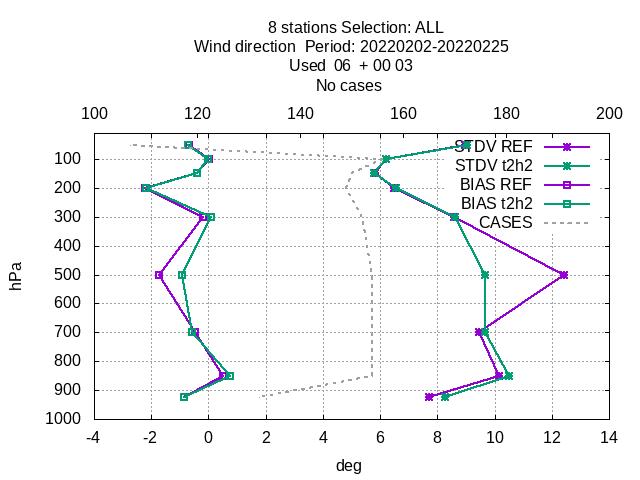 8 stations Selection: ALL
Wind direction  Period: 20220202-20220225
Used  06  + 00 03
No cases
100 120 140 160 180 200
STDV REF
100
STDV t2h2
200
BIAS REF
BIAS t2h2
300
CASES
400
hPa
500
600
700
800
900
1000
-4 -2 0 2 4 6 8 10 12 14
deg